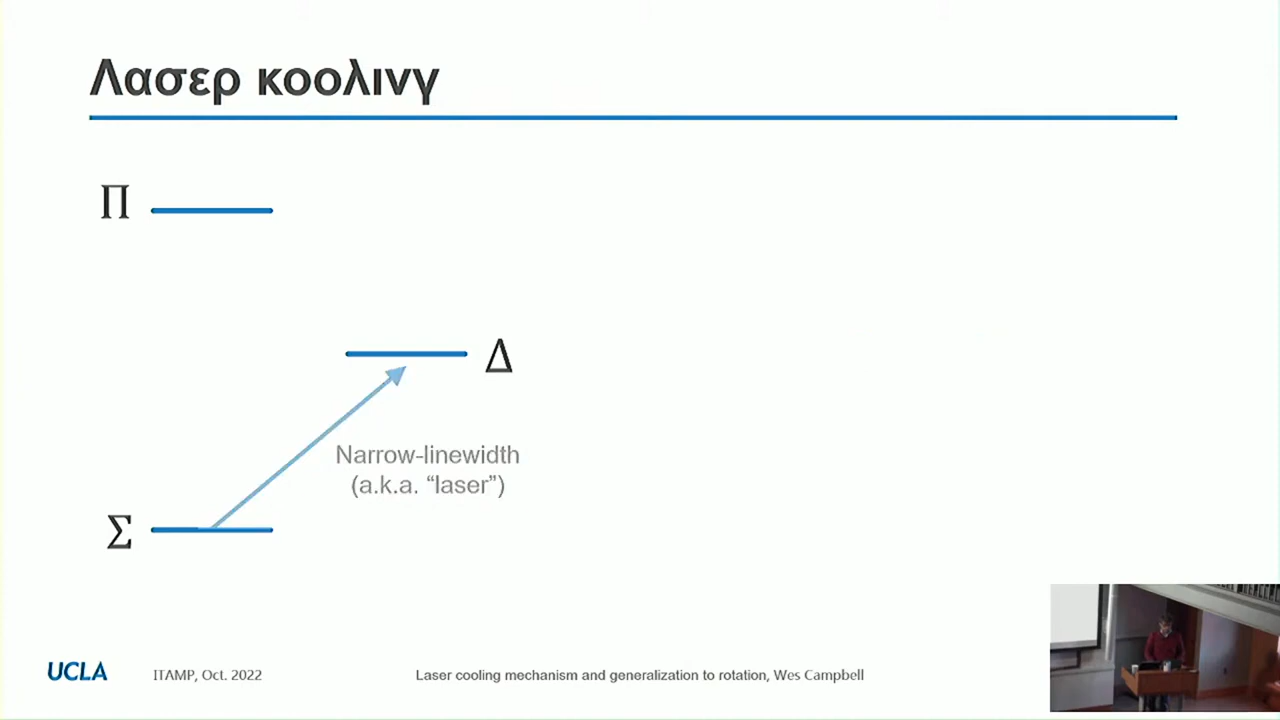 Λασερ κοολινγ
Π
Δ
Narrow-linewidth
(a.k.a. “laser”)
Σ
UCLA
ITAMP, Oct. 2022
Laser cooling mechanism and generalization to rotation, Wes Campbell